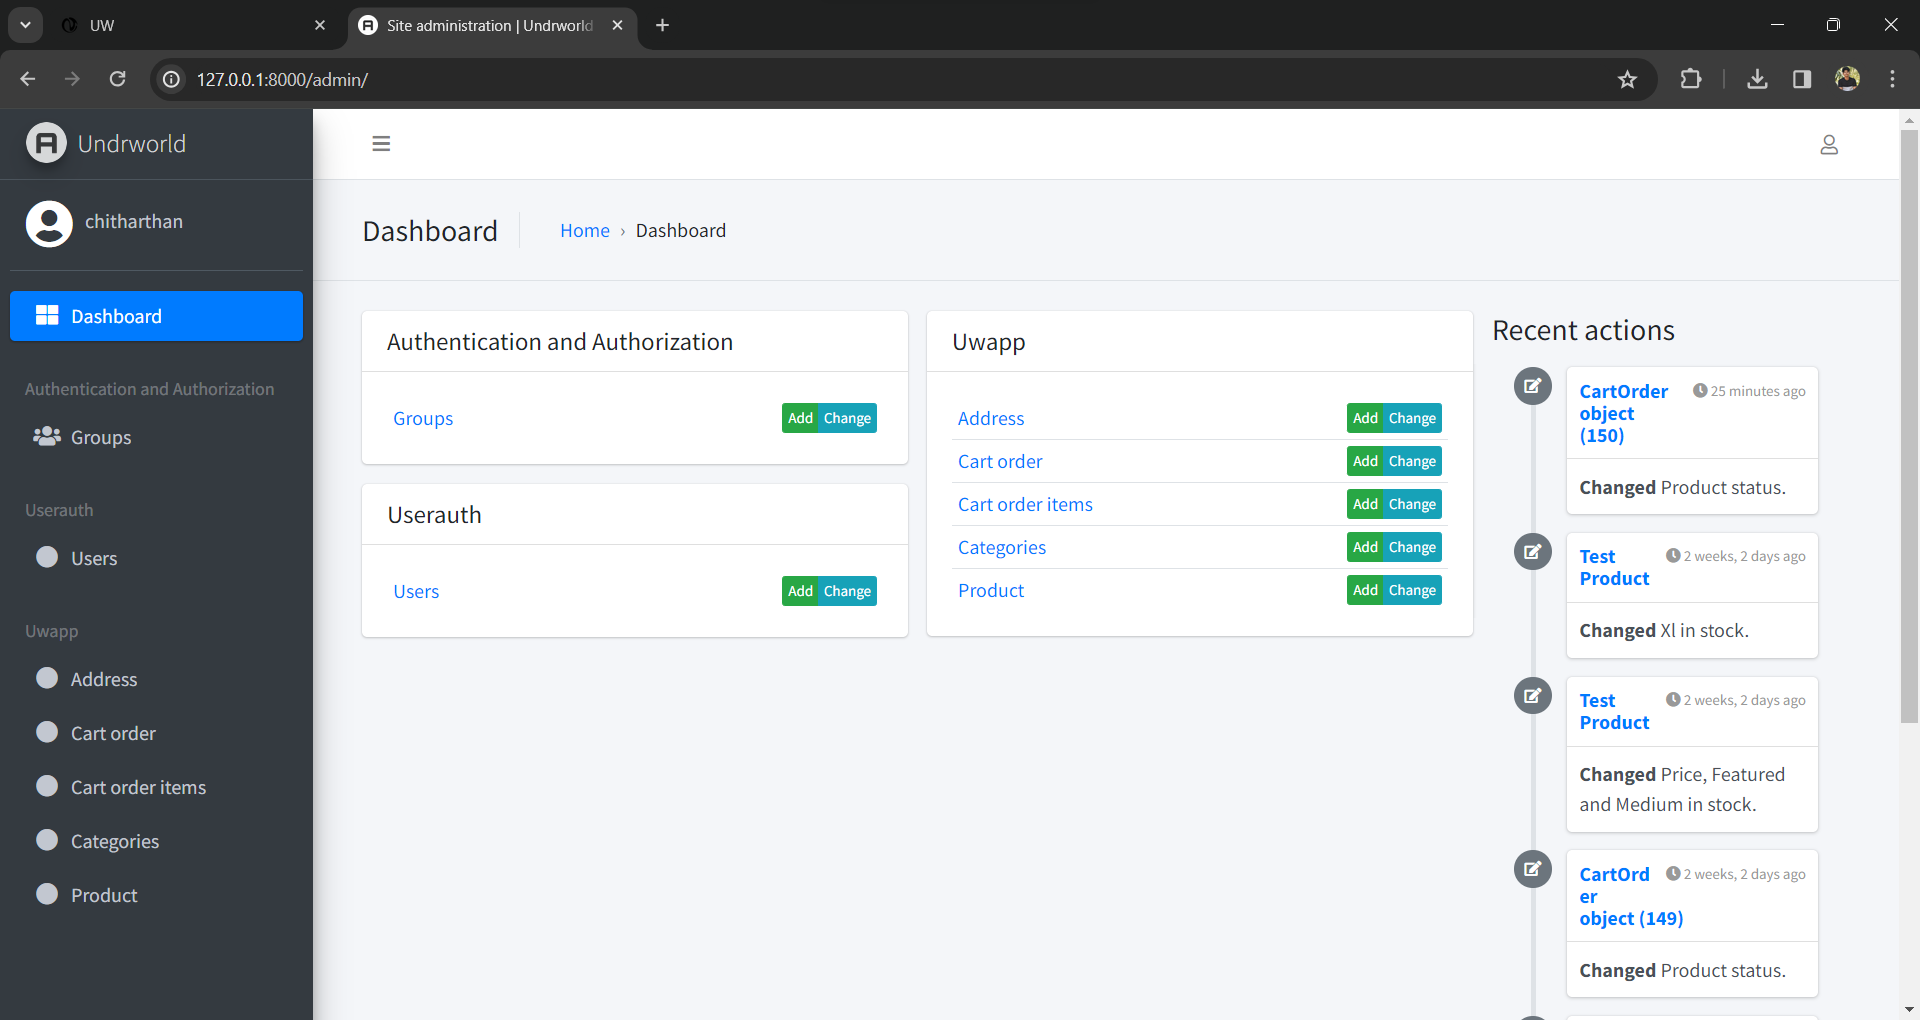 UW
Site administration | Undrworld
127.0.0.1:8000/admin/
Undrworld
chitharthan
Dashboard
Authentication and Authorization
Groups
Userauth
Users
Uwapp
Address
Cart order
Cart order items
Categories
Product
Dashboard
Home › Dashboard
Authentication and Authorization
Groups Add Change
Userauth
Users Add Change
Uwapp
Address Add Change
Cart order Add Change
Cart order items Add Change
Categories Add Change
Product Add Change
Recent actions
CartOrder 25 minutes ago
object
(150)
Changed Product status.
Test 2 weeks, 2 days ago
Product
Changed Xl in stock.
Test 2 weeks, 2 days ago
Product
Changed Price, Featured
and Medium in stock.
CartOrd 2 weeks, 2 days ago
er
object (149)
Changed Product status.